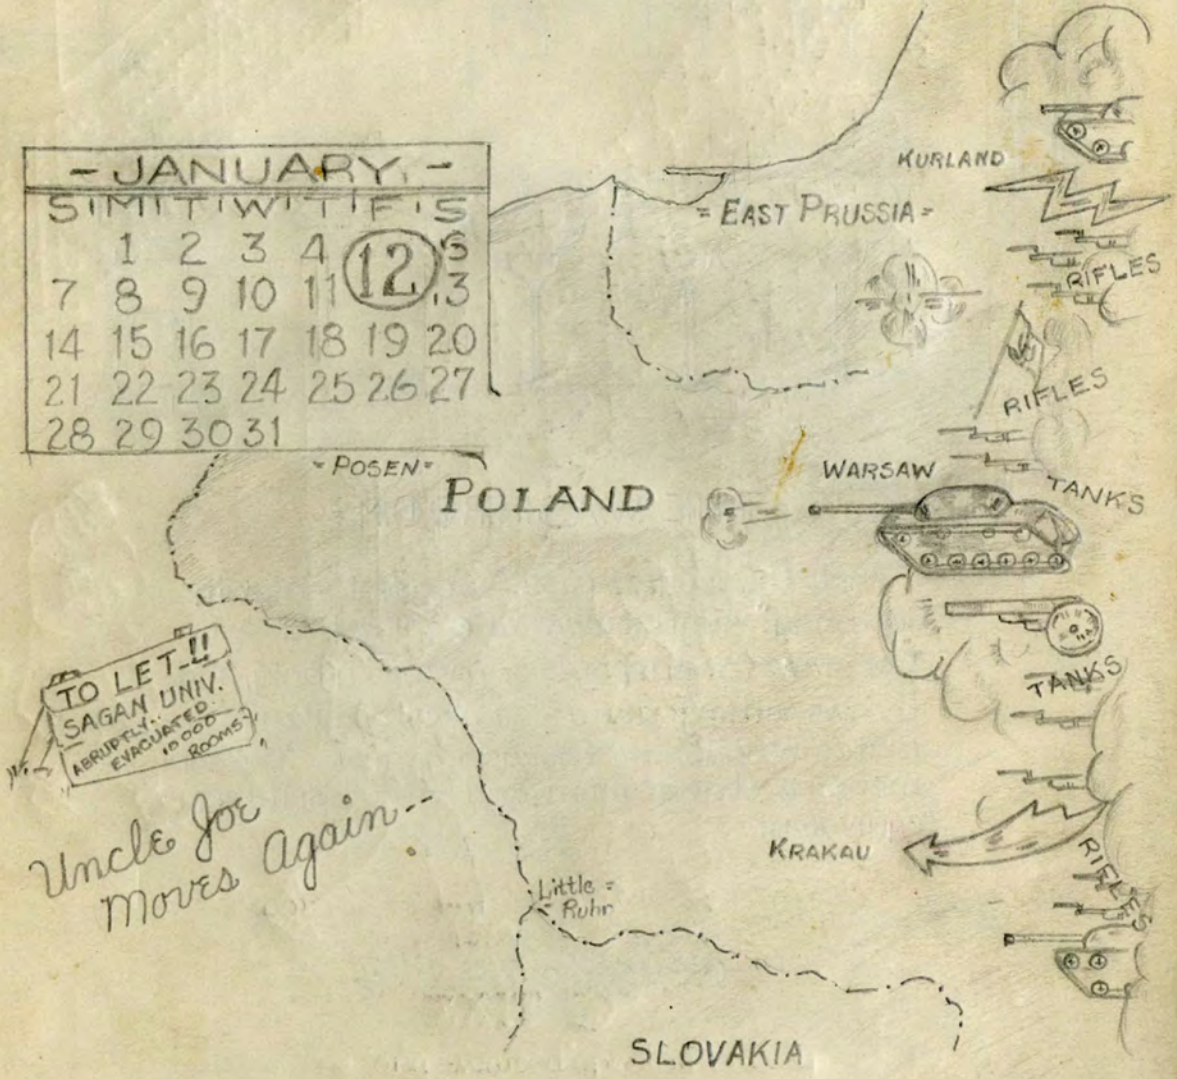 - JANUARY -
S M T W T F S
1 2 3 4 6
7 8 9 10 11 12 13
14 15 16 17 18 19 20
21 22 23 24 25 26 27
28 29 30 31
KURLAND
= EAST PRUSSIA =
RIFLES
RIFLES
= POSEN =
POLAND
WARSAW
TANKS
TO LET_!!
SAGAN UNIV.
ABRUPTLY..
EVACUATED.
10000
ROOMS-
TANKS
Uncle Joe
Moves Again---
KRAKAU
RIFLES
Little =
Ruhr
SLOVAKIA